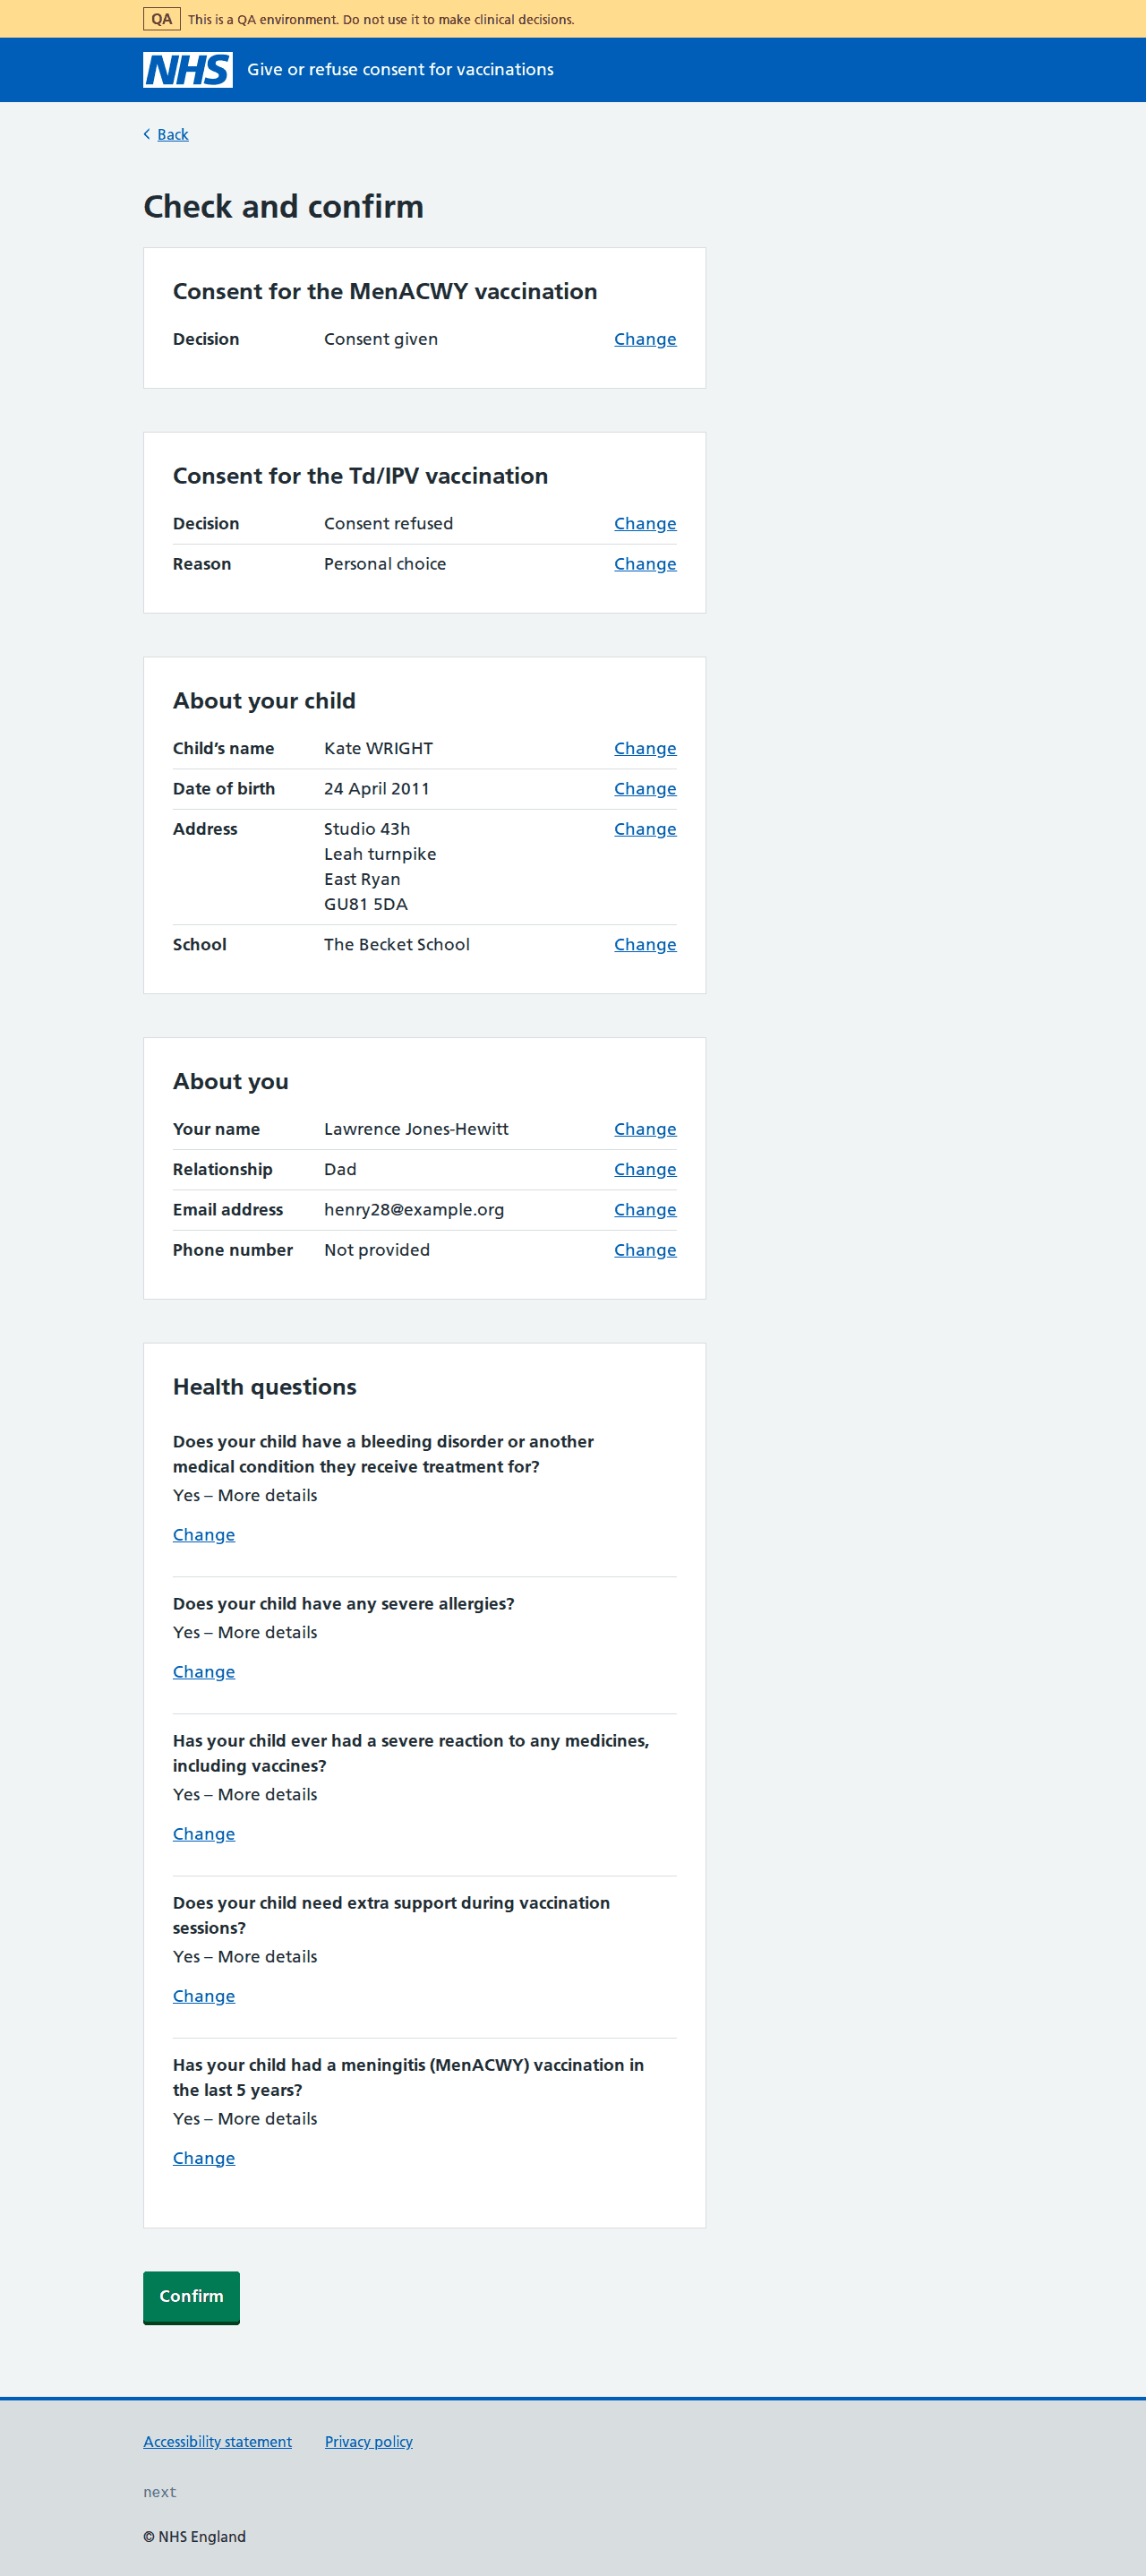 QA This is a QA environment. Do not use it to make clinical decisions.
NHS Give or refuse consent for vaccinations
Back
Check and confirm
Consent for the MenACWY vaccination
Decision Consent given Change
Consent for the Td/IPV vaccination
Decision Consent refused Change
Reason Personal choice Change
About your child
Child’s name Kate WRIGHT Change
Date of birth 24 April 2011 Change
Address Studio 43h Change
Leah turnpike
East Ryan
GU81 5DA
School The Becket School Change
About you
Your name Lawrence Jones-Hewitt Change
Relationship Dad Change
Email address henry28@example.org Change
Phone number Not provided Change
Health questions
Does your child have a bleeding disorder or another
medical condition they receive treatment for?
Yes – More details
Change
Does your child have any severe allergies?
Yes – More details
Change
Has your child ever had a severe reaction to any medicines,
including vaccines?
Yes – More details
Change
Does your child need extra support during vaccination
sessions?
Yes – More details
Change
Has your child had a meningitis (MenACWY) vaccination in
the last 5 years?
Yes – More details
Change
Confirm
Accessibility statement Privacy policy
next
© NHS England